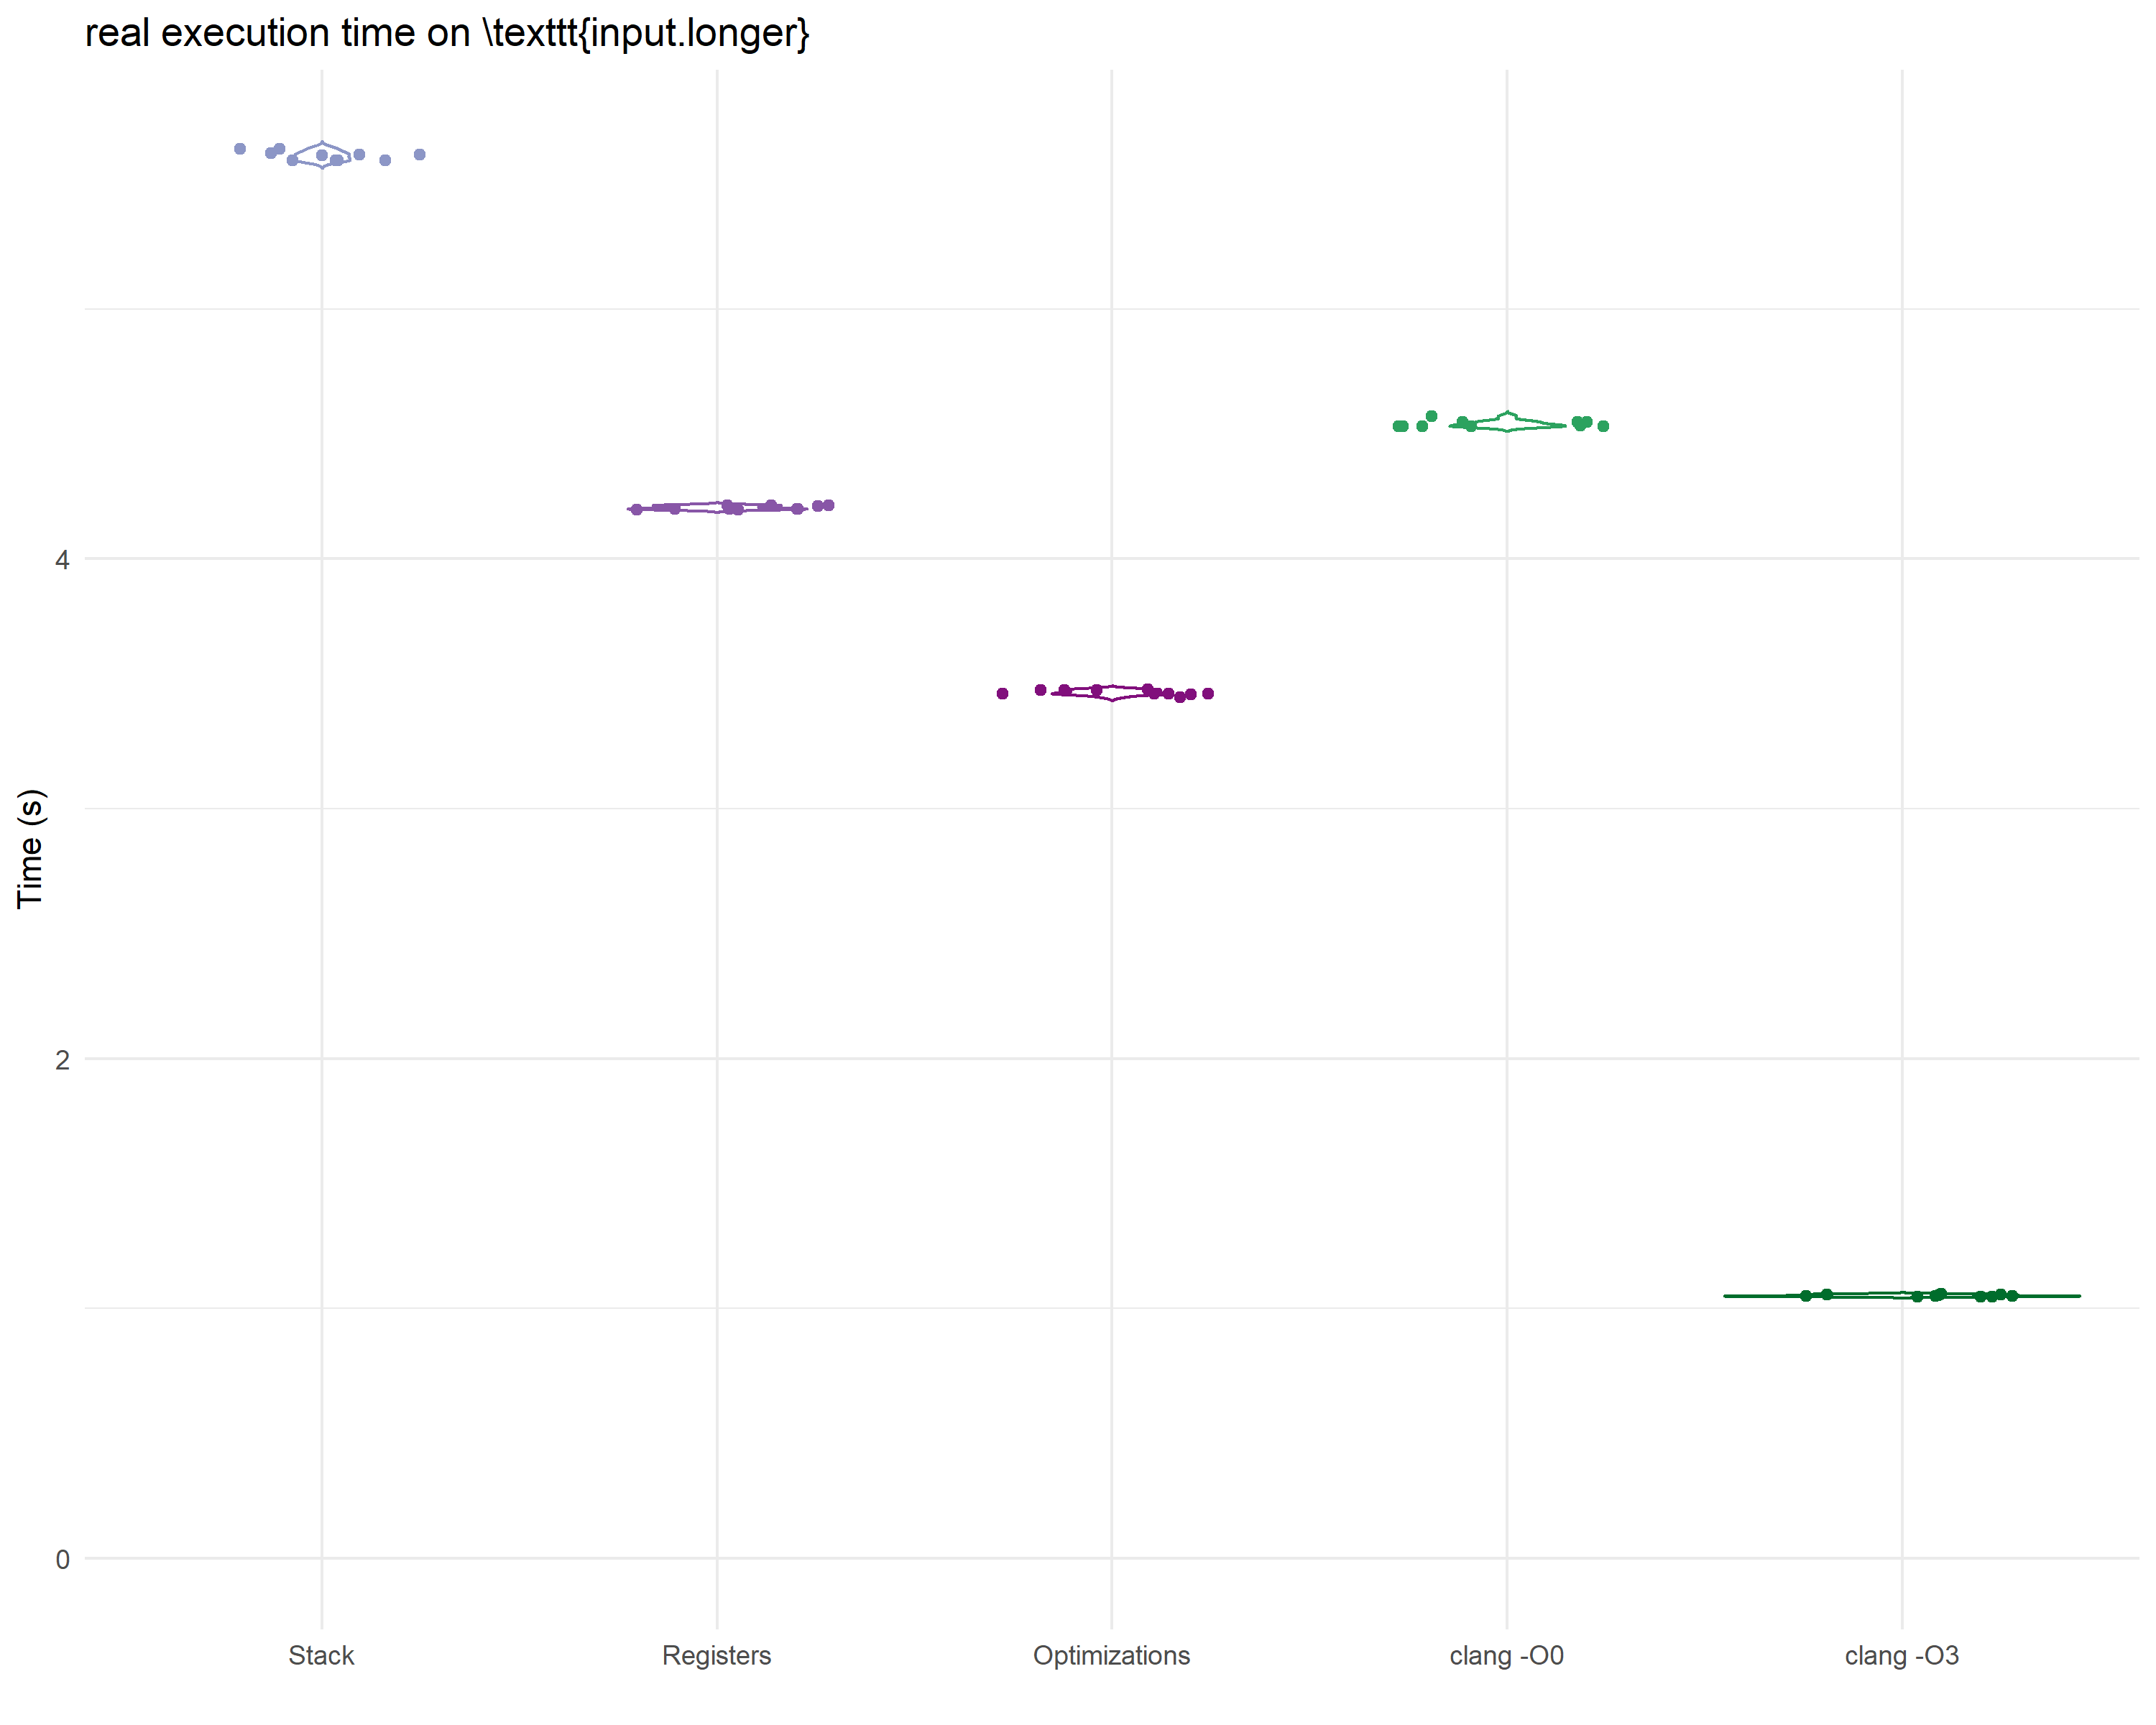 real execution time on \texttt{input.longer}
Time (s)
4
2
0
Stack
Registers
Optimizations
clang -O0
clang -O3